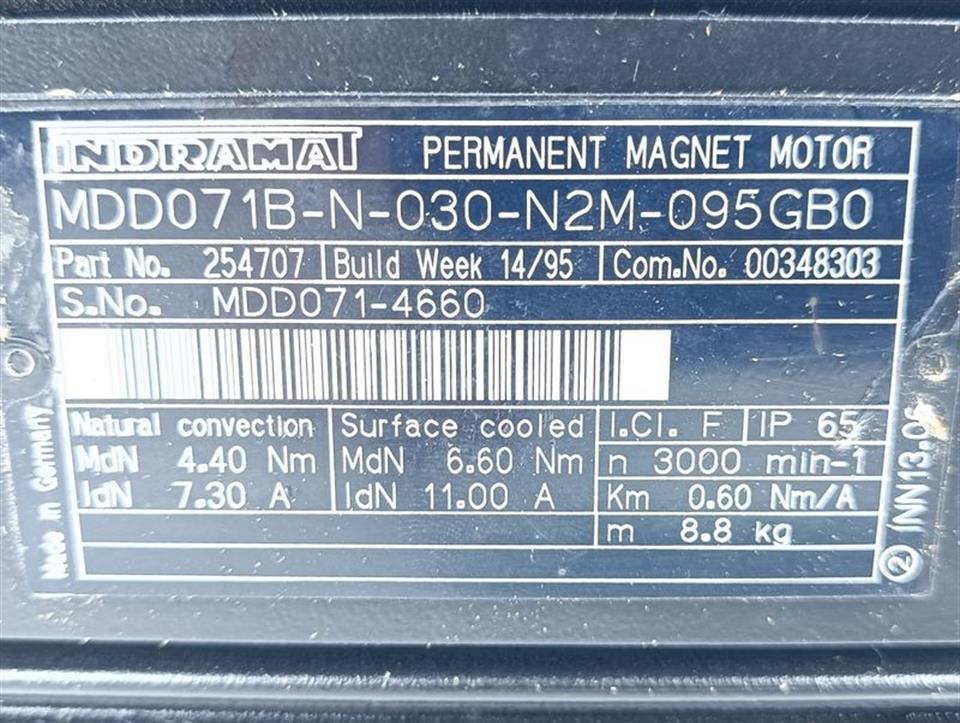 INDRAMAT PERMANENT MAGNET MOTOR
MDD071B-N-030-N2M-095GB0
Part No. 254707 Build Week 14/95 Com.No. 00348303
S.No. MDD071-4660
Natural convection Surface cooled I.Cl. F IP 65
MdN 4.40 Nm MdN 6.60 Nm n 3000 min-1
IdN 7.30 A IdN 11.00 A Km 0.60 Nm/A
m 8.8 kg
Made in Germany
② INN13.06